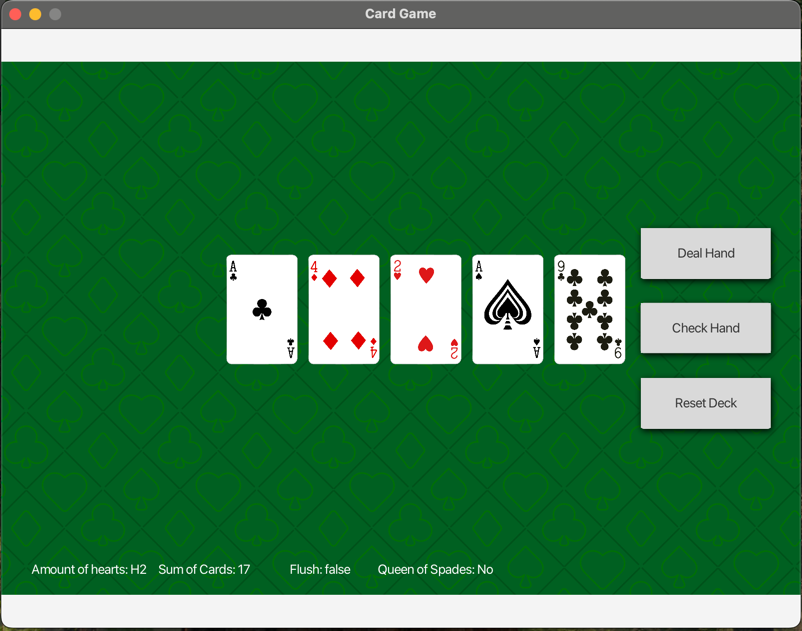 Card Game
A 4 2 A 9
A 4 2 A 9
Deal Hand
Check Hand
Reset Deck
Amount of hearts: H2 Sum of Cards: 17 Flush: false Queen of Spades: No